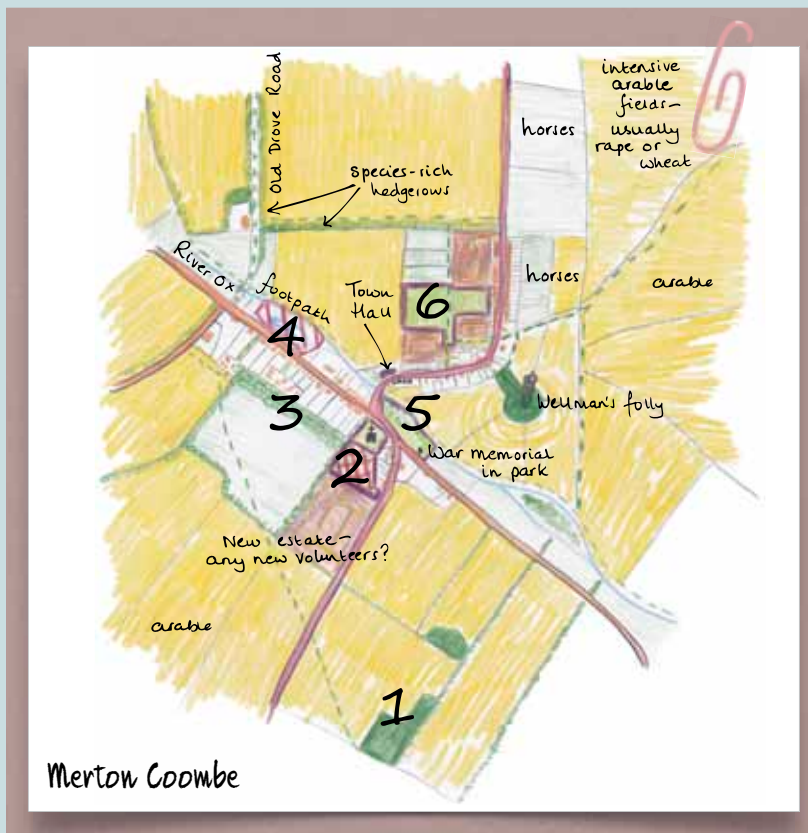 Old Drove Road
species-rich
hedgerows
horses
intensive
arable
fields-
usually
rape or
wheat
River Ox
footpath
Town
Hall
6
horses
arable
4
3
5
Wellman's folly
2
War memorial
in park
New estate-
any new volunteers?
arable
1
Merton Coombe